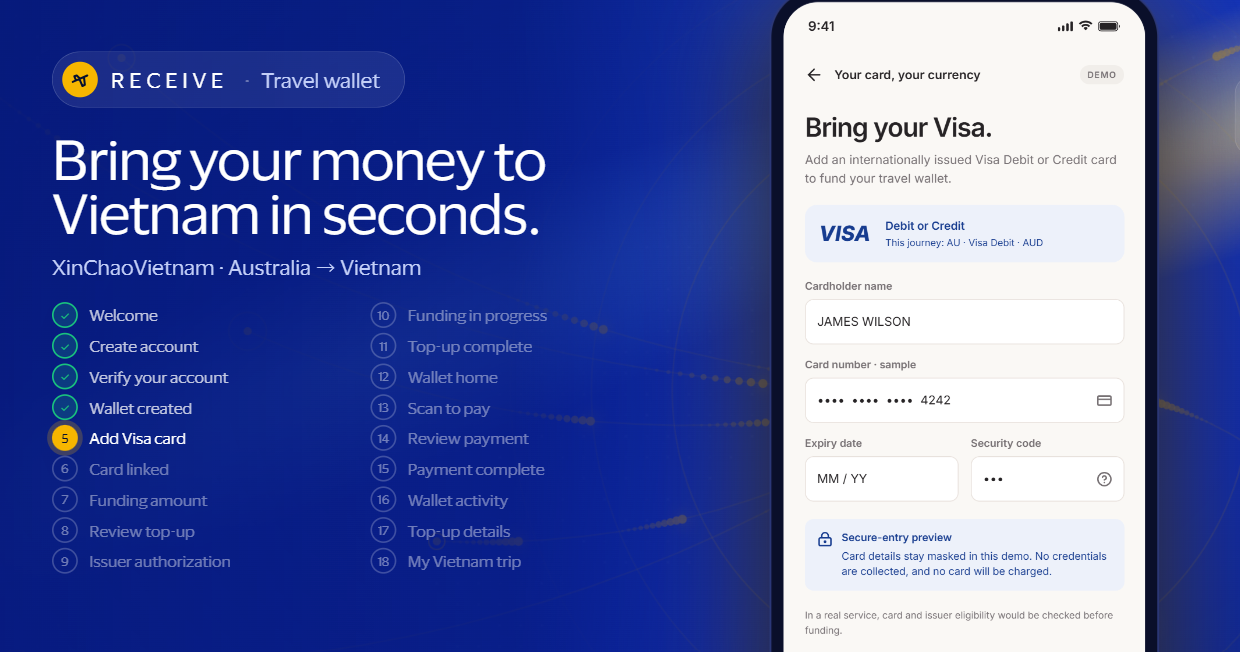 RECEIVE · Travel wallet
Bring your money to
Vietnam in seconds.
XinChaoVietnam · Australia → Vietnam
✓ Welcome
✓ Create account
✓ Verify your account
✓ Wallet created
5 Add Visa card
6 Card linked
7 Funding amount
8 Review top-up
9 Issuer authorization
10 Funding in progress
11 Top-up complete
12 Wallet home
13 Scan to pay
14 Review payment
15 Payment complete
16 Wallet activity
17 Top-up details
18 My Vietnam trip
9:41
← Your card, your currency DEMO
Bring your Visa.
Add an internationally issued Visa Debit or Credit card
to fund your travel wallet.
VISA
Debit or Credit
This journey: AU · Visa Debit · AUD
Cardholder name
JAMES WILSON
Card number · sample
•••• •••• •••• 4242
Expiry date
MM / YY
Security code
•••
?
Secure-entry preview
Card details stay masked in this demo. No credentials
are collected, and no card will be charged.
In a real service, card and issuer eligibility would be checked before
funding.